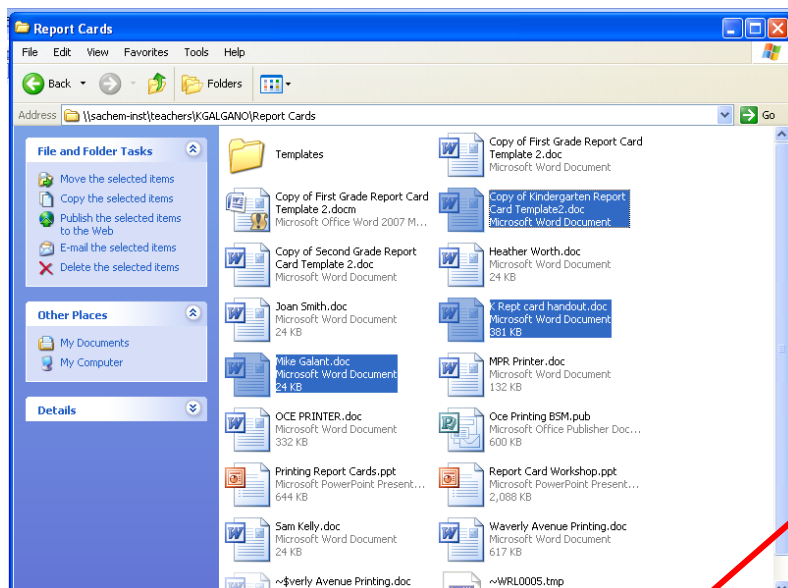 Report Cards
File Edit View Favorites Tools Help
Back Folders
Address \\sachem-inst\teachers\KGALGANO\Report Cards Go
File and Folder Tasks
Move the selected items
Copy the selected items
Publish the selected items
to the Web
E-mail the selected items
Delete the selected items
Other Places
My Documents
My Computer
Details
Templates
Copy of First Grade Report Card
Template 2.doc
Microsoft Word Document
Copy of First Grade Report Card
Template 2.docm
Microsoft Office Word 2007 M...
Copy of Kindergarten Report
Card Template2.doc
Microsoft Word Document
Copy of Second Grade Report
Card Template 2.doc
Microsoft Word Document
Heather Worth.doc
Microsoft Word Document
24 KB
Joan Smith.doc
Microsoft Word Document
24 KB
K Rept card handout.doc
Microsoft Word Document
381 KB
Mike Galant.doc
Microsoft Word Document
24 KB
MPR Printer.doc
Microsoft Word Document
132 KB
OCE PRINTER.doc
Microsoft Word Document
332 KB
Oce Printing BSM.pub
Microsoft Office Publisher Doc...
600 KB
Printing Report Cards.ppt
Microsoft PowerPoint Present...
644 KB
Report Card Workshop.ppt
Microsoft PowerPoint Present...
2,088 KB
Sam Kelly.doc
Microsoft Word Document
24 KB
Waverly Avenue Printing.doc
Microsoft Word Document
617 KB
~$verly Avenue Printing.doc
~WRL0005.tmp